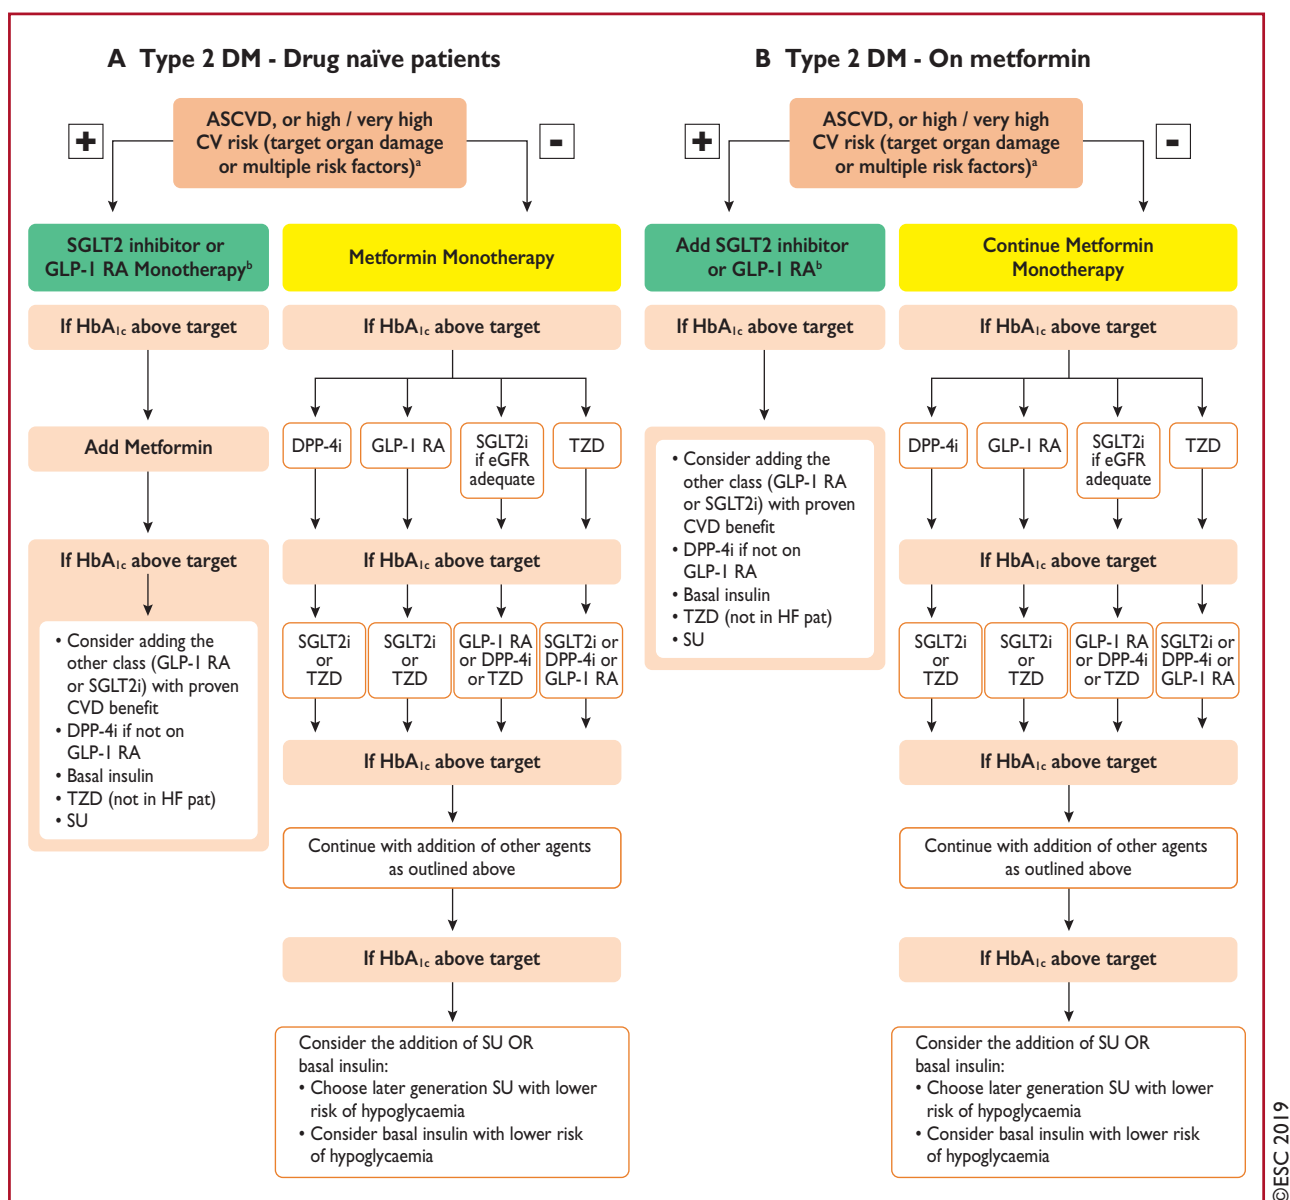 A Type 2 DM - Drug naïve patients
ASCVD, or high / very high
CV risk (target organ damage
or multiple risk factors)ᵃ
+
-
SGLT2 inhibitor or
GLP-1 RA Monotherapyᵇ
Metformin Monotherapy
If HbA1c above target
If HbA1c above target
DPP-4i
GLP-1 RA
SGLT2i
if eGFR
adequate
TZD
Add Metformin
If HbA1c above target
If HbA1c above target
• Consider adding the
other class (GLP-1 RA
or SGLT2i) with proven
CVD benefit
• DPP-4i if not on
GLP-1 RA
• Basal insulin
• TZD (not in HF pat)
• SU
SGLT2i
or
TZD
SGLT2i
or
TZD
GLP-1 RA
or DPP-4i
or TZD
SGLT2i or
DPP-4i or
GLP-1 RA
If HbA1c above target
Continue with addition of other agents
as outlined above
If HbA1c above target
Consider the addition of SU OR
basal insulin:
• Choose later generation SU with lower
risk of hypoglycaemia
• Consider basal insulin with lower risk
of hypoglycaemia
B Type 2 DM - On metformin
ASCVD, or high / very high
CV risk (target organ damage
or multiple risk factors)ᵃ
+
-
Add SGLT2 inhibitor
or GLP-1 RAᵇ
Continue Metformin
Monotherapy
If HbA1c above target
If HbA1c above target
• Consider adding the
other class (GLP-1 RA
or SGLT2i) with proven
CVD benefit
• DPP-4i if not on
GLP-1 RA
• Basal insulin
• TZD (not in HF pat)
• SU
DPP-4i
GLP-1 RA
SGLT2i
if eGFR
adequate
TZD
If HbA1c above target
SGLT2i
or
TZD
SGLT2i
or
TZD
GLP-1 RA
or DPP-4i
or TZD
SGLT2i or
DPP-4i or
GLP-1 RA
If HbA1c above target
Continue with addition of other agents
as outlined above
If HbA1c above target
Consider the addition of SU OR
basal insulin:
• Choose later generation SU with lower
risk of hypoglycaemia
• Consider basal insulin with lower risk
of hypoglycaemia
©ESC 2019